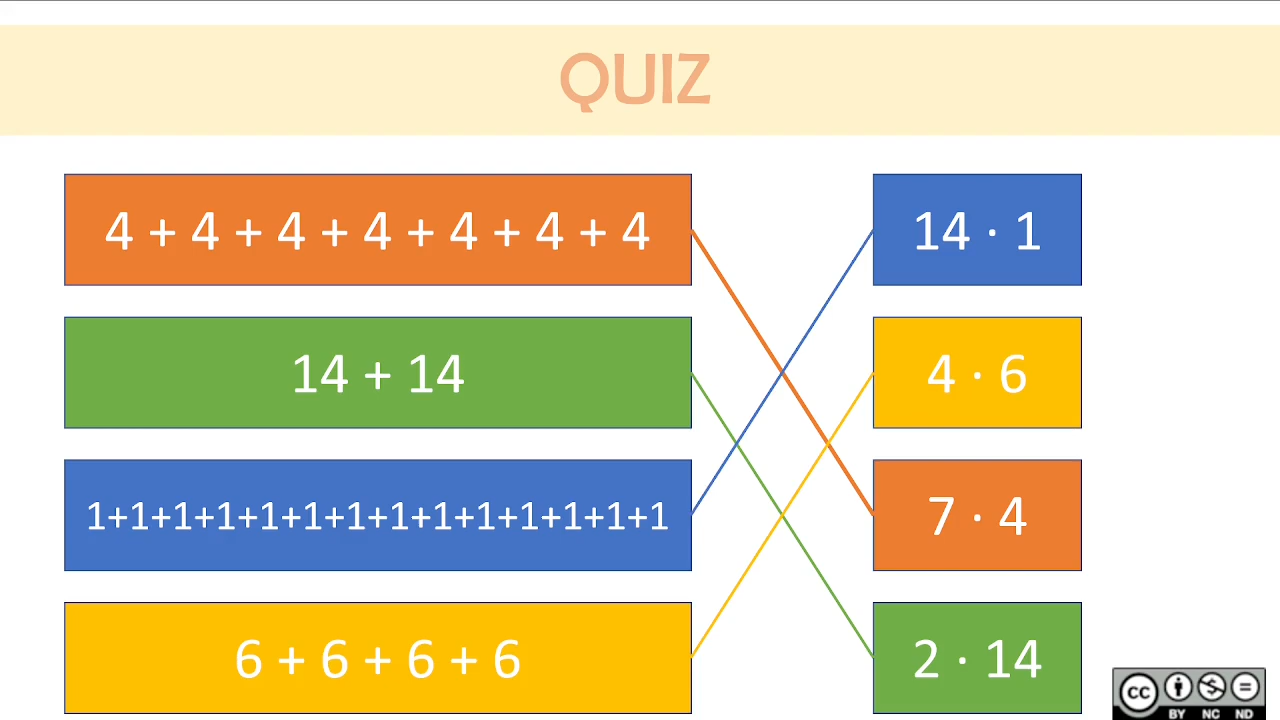 QUIZ
4 + 4 + 4 + 4 + 4 + 4 + 4
14 · 1
14 + 14
4 · 6
1+1+1+1+1+1+1+1+1+1+1+1+1+1
7 · 4
6 + 6 + 6 + 6
2 · 14
cc
BY NC ND